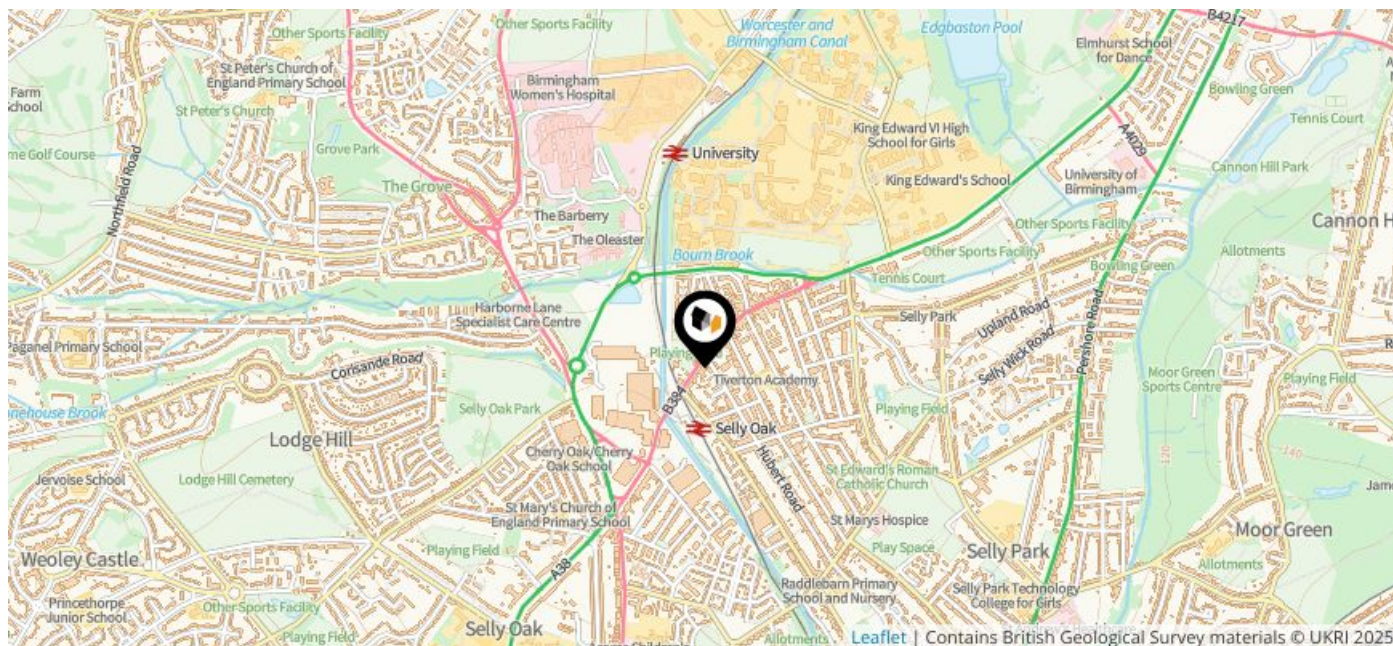 Other Sports Facility
Other Sports Facility
Worcester and
Birmingham Canal
Edgbaston Pool
B4217
Elmhurst School
for Dance
St Peter's Church of
England Primary School
Farm
School
Birmingham
Women's Hospital
Bowling Green
Tennis Court
St Peter's Church
Grove Park
King Edward VI High
School for Girls
A4029
me Golf Course
University
Cannon Hill Park
The Grove
King Edward's School
University of
Birmingham
Northfield Road
The Barberry
The Oleaster
Other Sports Facility
Cannon H
Bourn Brook
Other Sports Facility
Allotments
Tennis Court
Bowling Green
Harborne Lane
Specialist Care Centre
Selly Park
Upland Road
Pershore Road
Paganel Primary School
Corisande Road
Selly Wick Road
Moor Green
Sports Centre
Playing Field
Tiverton Academy
B384
Selly Oak Park
Playing Field
nehouse Brook
Selly Oak
Lodge Hill
Cherry Oak/Cherry
Oak School
Hubert Road
120
140
Jervoise School
Lodge Hill Cemetery
St Edward's Roman
Catholic Church
Jame
St Mary's Church of
England Primary School
St Marys Hospice
Moor Green
Weoley Castle
Playing Field
Play Space
Selly Park
A38
Allotments
Princethorpe
Junior School
Other Sports Facility
Raddlebarn Primary
School and Nursery
Selly Park Technology
College for Girls
Playing Field
Selly Oak
Allotments
Leaflet | Contains British Geological Survey materials © UKRI 2025